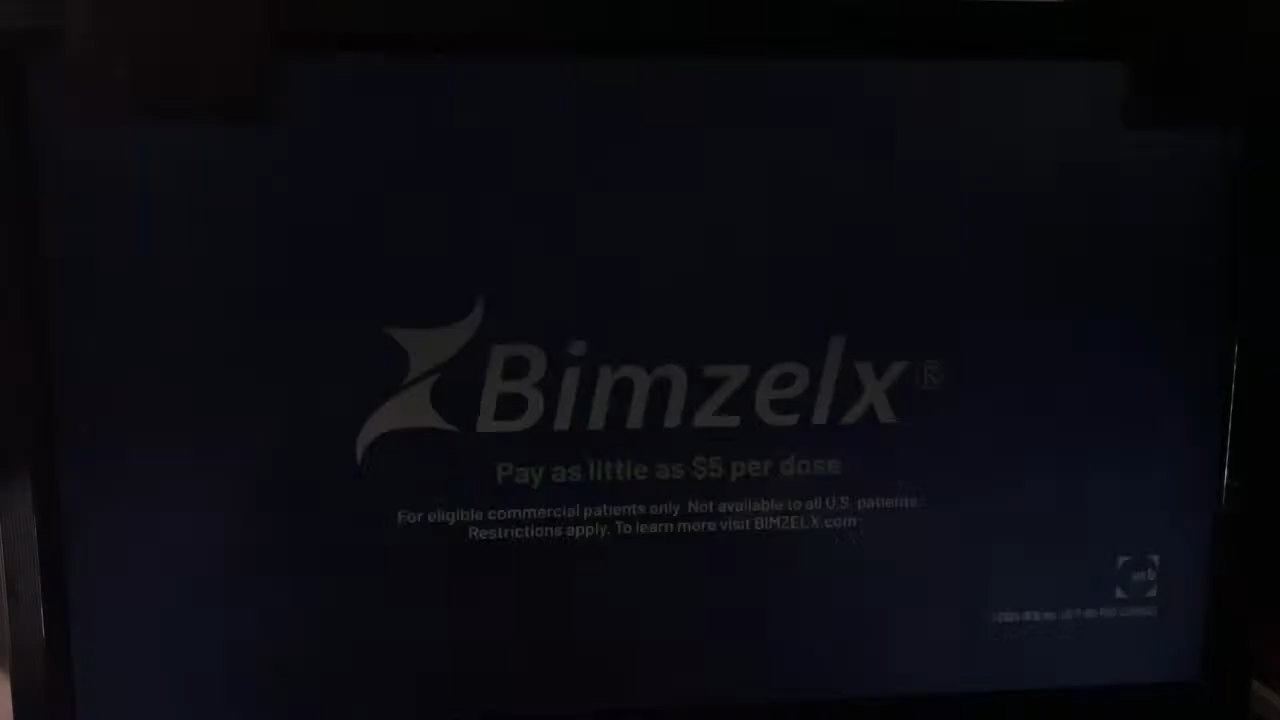 Bimzelx®
Pay as little as $5 per dose
For eligible commercial patients only. Not available to all U.S. patients.
Restrictions apply. To learn more visit BIMZELX.com
ucb